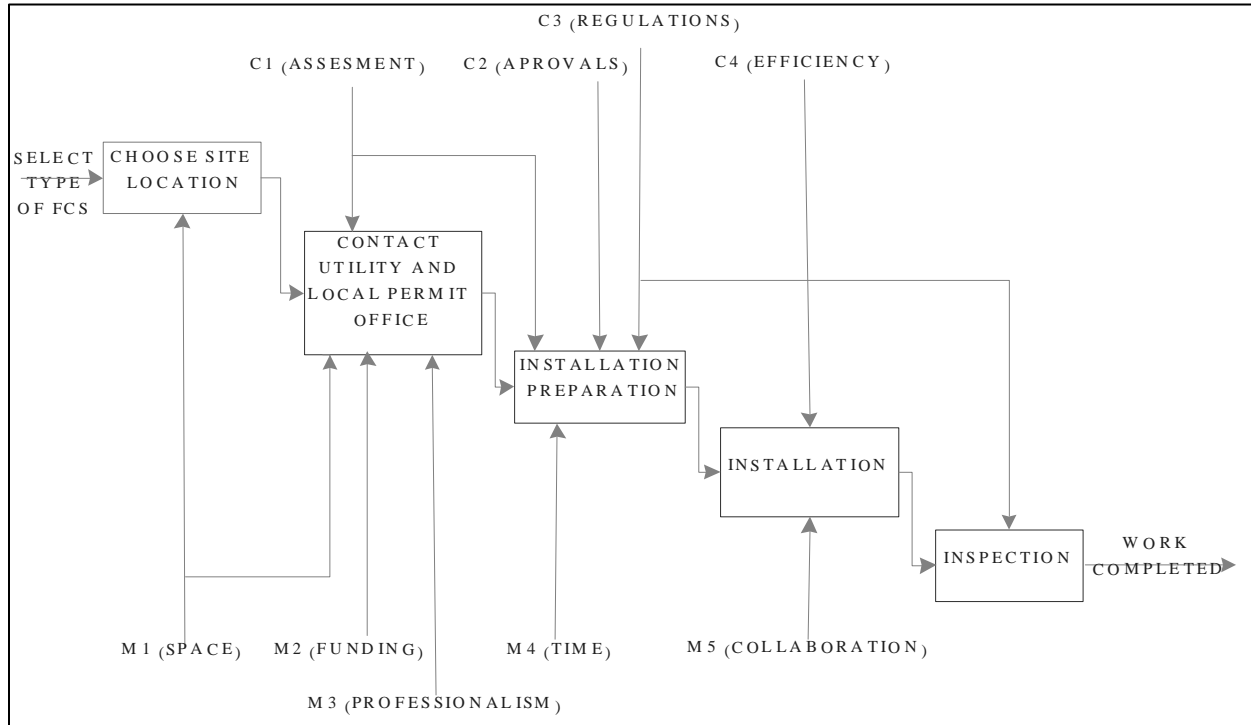 C3 (REGULATIONS)
C1 (ASSESMENT)
C2 (APROVALS)
C4 (EFFICIENCY)
SELECT
TYPE
OF FCS
CHOOSE SITE
LOCATION
CONTACT
UTILITY AND
LOCAL PERMIT
OFFICE
INSTALLATION
PREPARATION
INSTALLATION
INSPECTION
WORK
COMPLETED
M1 (SPACE)
M2 (FUNDING)
M4 (TIME)
M5 (COLLABORATION)
M3 (PROFESSIONALISM)